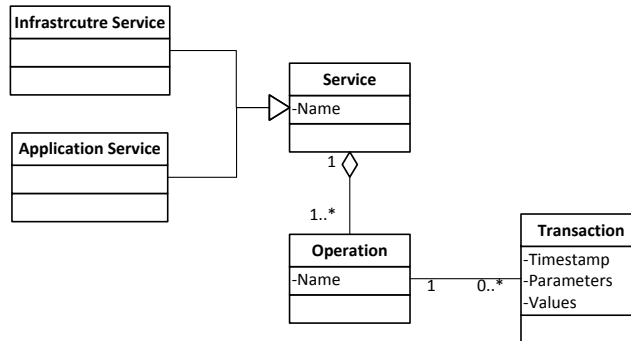 Infrastrcutre Service
Service
-Name
Application Service
1
1..*
Operation
-Name
1
0..*
Transaction
-Timestamp
-Parameters
-Values